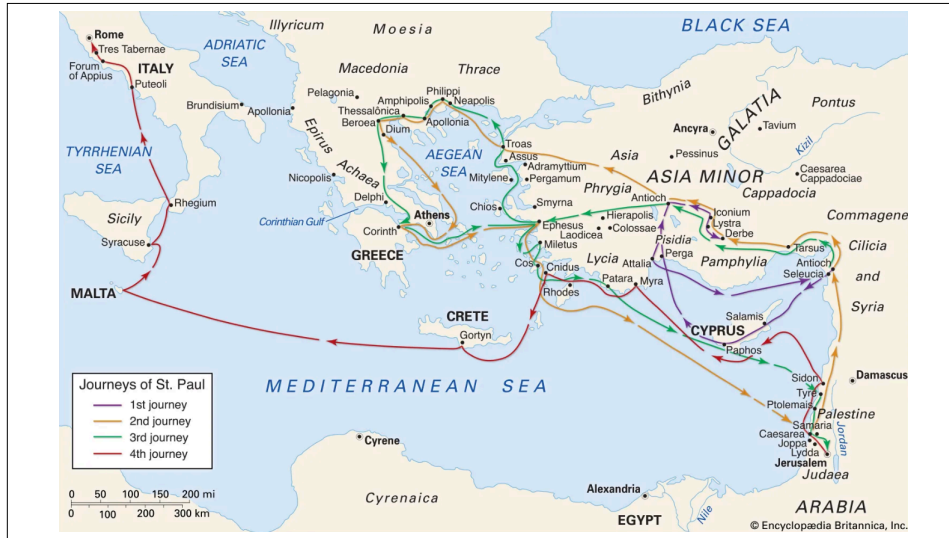 BLACK SEA
Illyricum
Moesia
Rome
Tres Tabernae
Forum
of Appius
ITALY
ADRIATIC
SEA
Puteoli
Brundisium
Apollonia
Macedonia
Thrace
Pelagonia
Philippi
Amphipolis
Neapolis
Thessalônica
Beroea
Apollonia
Dium
Epirus
Achaea
Bithynia
Pontus
GALATIA
Ancyra
Tavium
Kizil
Pessinus
Troas
Assus
Asia
AEGEAN
SEA
Adramyttium
Mitylene
Pergamum
ASIA MINOR
Caesarea
Cappadociae
Cappadocia
TYRRHENIAN
SEA
Nicopolis
Phrygia
Antioch
Commagene
Delphi
Chios
Smyrna
Iconium
Lystra
Derbe
Rhegium
Corinthian Gulf
Athens
Corinth
Ephesus
Hierapolis
Laodicea
Colossae
Sicily
Syracuse
GREECE
Miletus
Pisidia
Perga
Pamphylia
Tarsus
Cilicia
Cos
Cnidus
Lycia
Attalia
Antioch
Seleucia
and
MALTA
Rhodes
Patara
Myra
Syria
CRETE
Gortyn
Salamis
CYPRUS
Paphos
MEDITERRANEAN SEA
Sidon
Damascus
Tyre
Ptolemais
Palestine
Samaria
Caesarea
Jordan
Joppa
Lydda
Jerusalem
Judaea
Journeys of St. Paul
1st journey
2nd journey
3rd journey
4th journey
Cyrene
0 50 100 200 mi
0 100 200 300 km
Cyrenaica
Alexandria
EGYPT
Nile
ARABIA
© Encyclopædia Britannica, Inc.